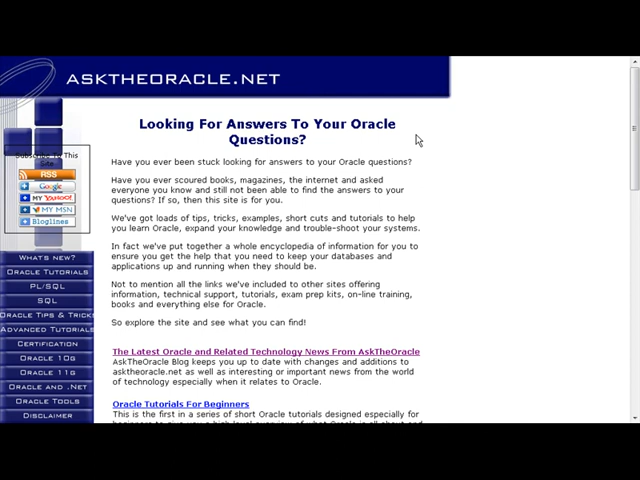 ASKTHEORACLE.NET
Looking For Answers To Your Oracle
Questions?
Have you ever been stuck looking for answers to your Oracle questions?
Have you ever scoured books, magazines, the internet and asked
everyone you know and still not been able to find the answers to your
questions? If so, then this site is for you.
We've got loads of tips, tricks, examples, short cuts and tutorials to help
you learn Oracle, expand your knowledge and trouble-shoot your systems.
In fact we've put together a whole encyclopedia of information for you to
ensure you get the help that you need to keep your databases and
applications up and running when they should be.
Not to mention all the links we've included to other sites offering
information, technical support, tutorials, exam prep kits, on-line training,
books and everything else for Oracle.
So explore the site and see what you can find!
The Latest Oracle and Related Technology News From AskTheOracle
AskTheOracle Blog keeps you up to date with changes and additions to
asktheoracle.net as well as interesting or important news from the world
of technology especially when it relates to Oracle.
Oracle Tutorials For Beginners
This is the first in a series of short Oracle tutorials designed especially for
Subscribe To This
Site
RSS
Google
MY YAHOO!
MY MSN
Bloglines
What's new?
Oracle Tutorials
PL/SQL
SQL
Oracle Tips & Tricks
Advanced Tutorials
Certification
Oracle 10g
Oracle 11g
Oracle and .Net
Oracle Tools
Disclaimer